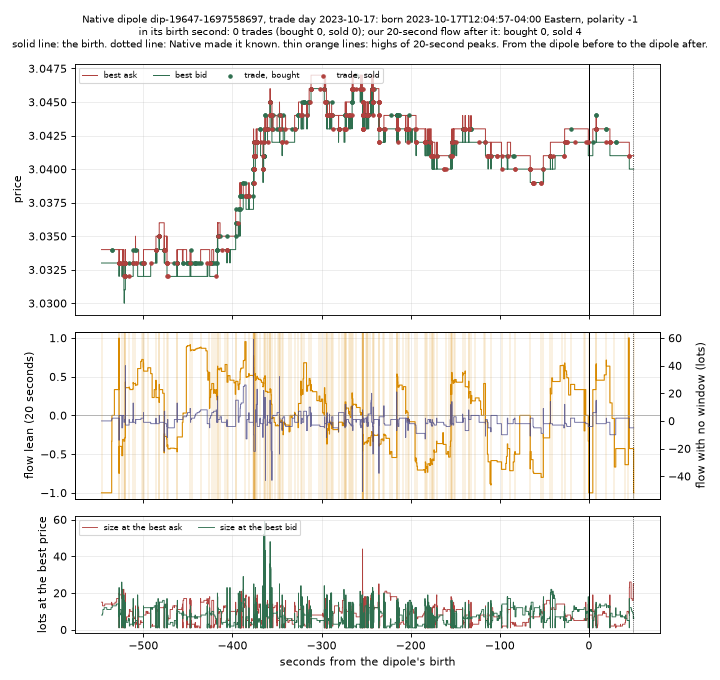 Native dipole dip-19647-1697558697, trade day 2023-10-17: born 2023-10-17T12:04:57-04:00 Eastern, polarity -1
in its birth second: 0 trades (bought 0, sold 0); our 20-second flow after it: bought 0, sold 4
solid line: the birth. dotted line: Native made it known. thin orange lines: highs of 20-second peaks. From the dipole before to the dipole after.
best ask best bid trade, bought trade, sold
3.0475
3.0450
3.0425
3.0400
3.0375
3.0350
3.0325
3.0300
price
1.0
0.5
0.0
−0.5
−1.0
flow lean (20 seconds)
60
40
20
0
−20
−40
flow with no window (lots)
size at the best ask size at the best bid
60
40
20
0
lots at the best price
−500 −400 −300 −200 −100 0
seconds from the dipole's birth